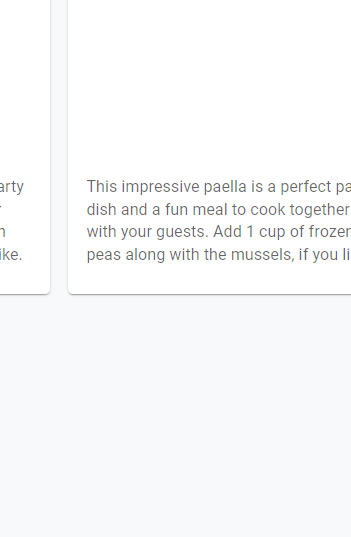 arty
ike.
This impressive paella is a perfect pa
dish and a fun meal to cook together
with your guests. Add 1 cup of frozen
peas along with the mussels, if you li